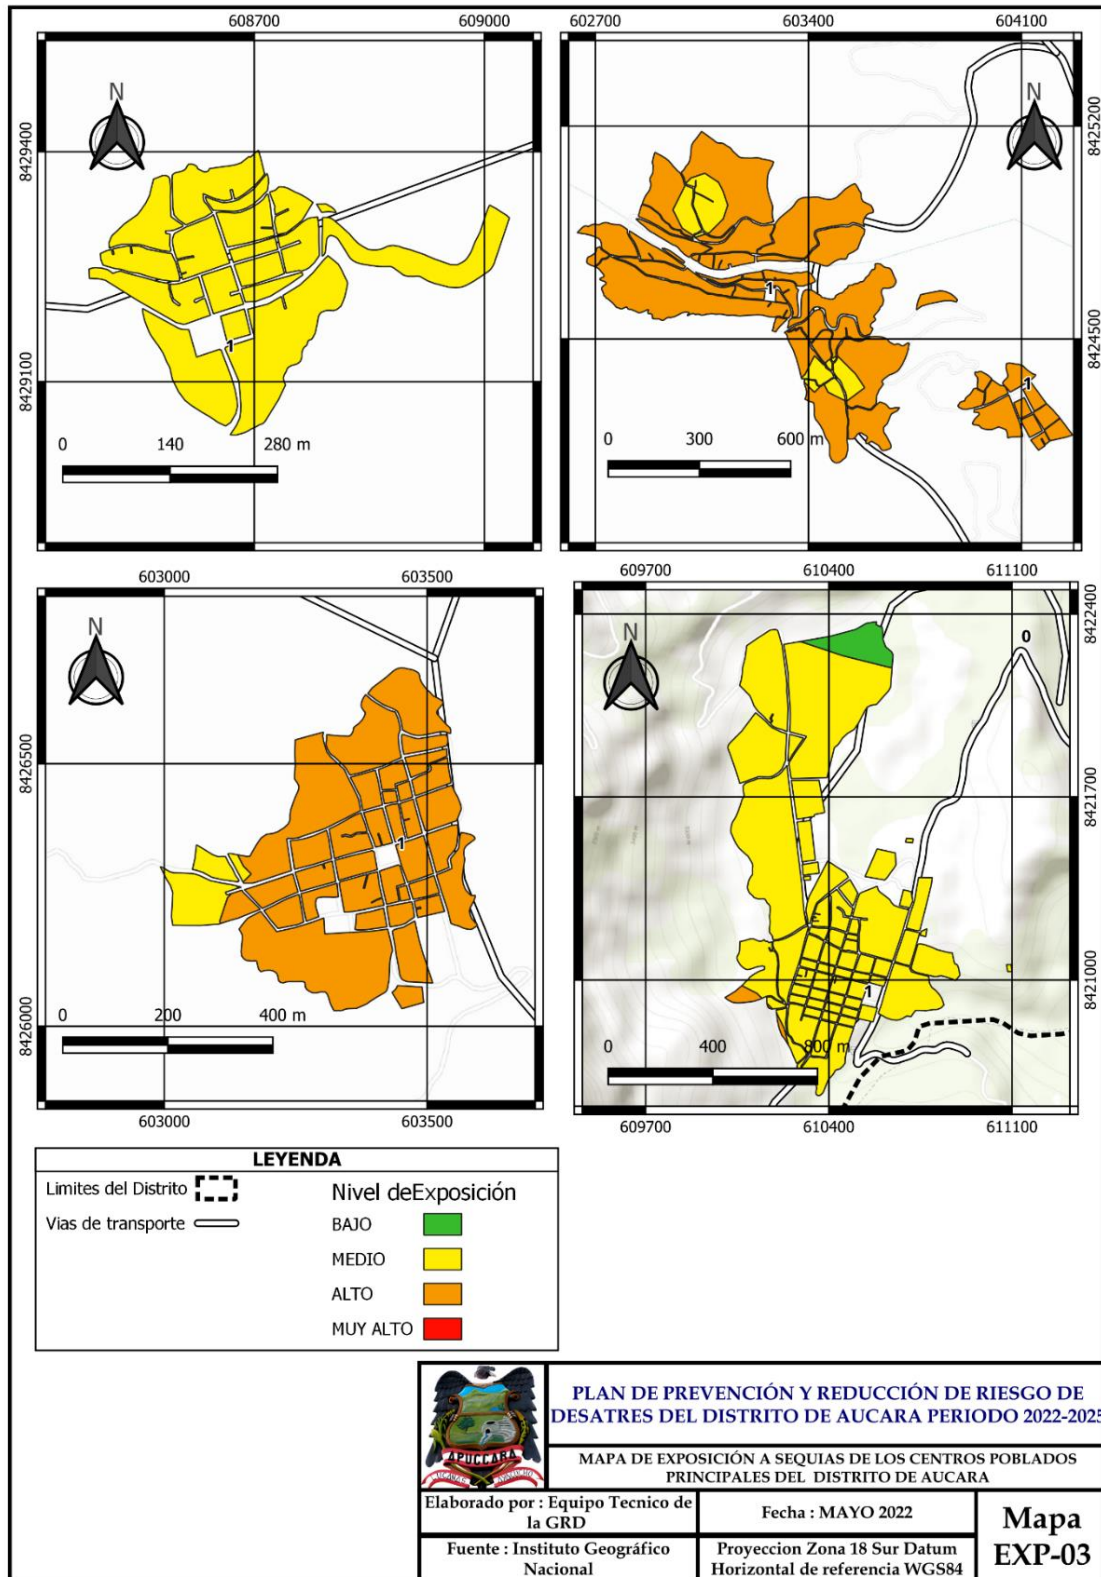 608700 609000
8429400
8429100
N
1
0 140 280 m
602700 603400 604100
8425200
8424500
N
1
1
0 300 600 m
603000 603500
8426500
8426000
N
1
0 200 400 m
603000 603500
609700 610400 611100
8422400
8421700
8421000
N
0
1
0 400 800 m
609700 610400 611100
LEYENDA
Limites del Distrito
Vias de transporte
Nivel deExposición
BAJO
MEDIO
ALTO
MUY ALTO
APUCCARA
PLAN DE PREVENCIÓN Y REDUCCIÓN DE RIESGO DE
DESATRES DEL DISTRITO DE AUCARA PERIODO 2022-2025
MAPA DE EXPOSICIÓN A SEQUIAS DE LOS CENTROS POBLADOS
PRINCIPALES DEL DISTRITO DE AUCARA
Elaborado por : Equipo Tecnico de
la GRD
Fecha : MAYO 2022
Fuente : Instituto Geográfico
Nacional
Proyeccion Zona 18 Sur Datum
Horizontal de referencia WGS84
Mapa
EXP-03